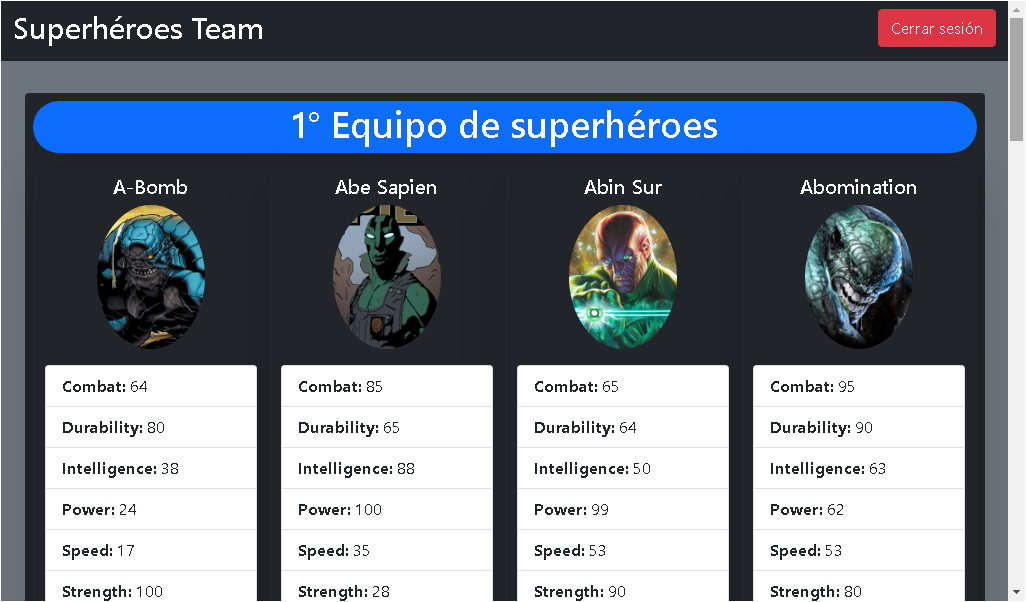 Superhéroes Team
Cerrar sesión
1° Equipo de superhéroes
A-Bomb
Abe Sapien
Abin Sur
Abomination
Combat: 64
Durability: 80
Intelligence: 38
Power: 24
Speed: 17
Strength: 100
Combat: 85
Durability: 65
Intelligence: 88
Power: 100
Speed: 35
Strength: 28
Combat: 65
Durability: 64
Intelligence: 50
Power: 99
Speed: 53
Strength: 90
Combat: 95
Durability: 90
Intelligence: 63
Power: 62
Speed: 53
Strength: 80